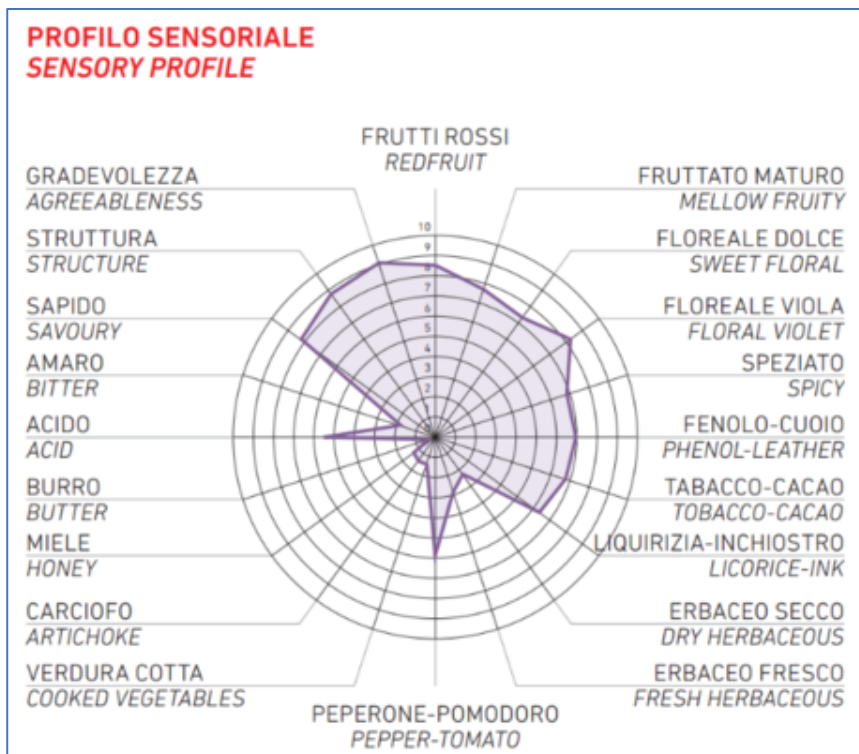 PROFILO SENSORIALE
SENSORY PROFILE
FRUTTI ROSSI
REDFRUIT
GRADEVOLEZZA
AGREEABLENESS
STRUTTURA
STRUCTURE
SAPIDO
SAVOURY
AMARO
BITTER
ACIDO
ACID
BURRO
BUTTER
MIELE
HONEY
CARCIOFO
ARTICHOKE
VERDURA COTTA
COOKED VEGETABLES
FRUTTATO MATURO
MELLOW FRUITY
FLOREALE DOLCE
SWEET FLORAL
FLOREALE VIOLA
FLORAL VIOLET
SPEZIATO
SPICY
FENOLO-CUOIO
PHENOL-LEATHER
TABACCO-CACAO
TOBACCO-CACAO
LIQUIRIZIA-INCHIOSTRO
LICORICE-INK
ERBACEO SECCO
DRY HERBACEOUS
ERBACEO FRESCO
FRESH HERBACEOUS
PEPERONE-POMODORO
PEPPER-TOMATO
10
9
8
7
6
5
4
3
2
1
0